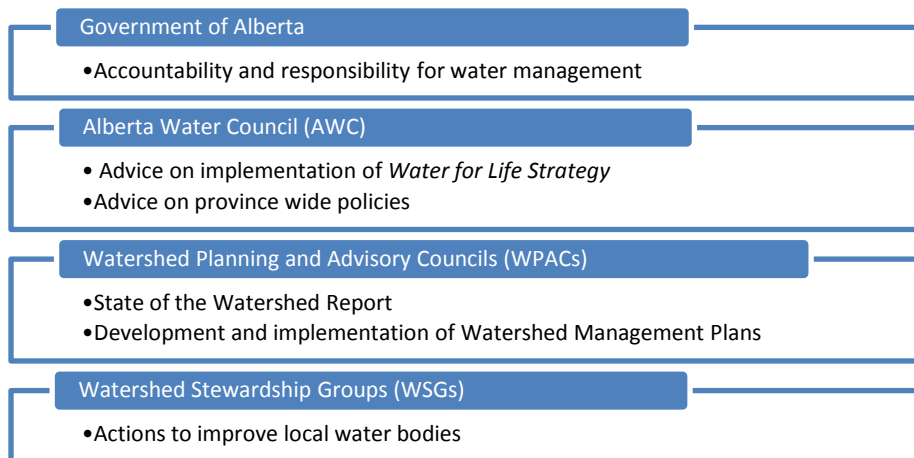 Government of Alberta
•Accountability and responsibility for water management
Alberta Water Council (AWC)
• Advice on implementation of Water for Life Strategy
•Advice on province wide policies
Watershed Planning and Advisory Councils (WPACs)
•State of the Watershed Report
•Development and implementation of Watershed Management Plans
Watershed Stewardship Groups (WSGs)
•Actions to improve local water bodies